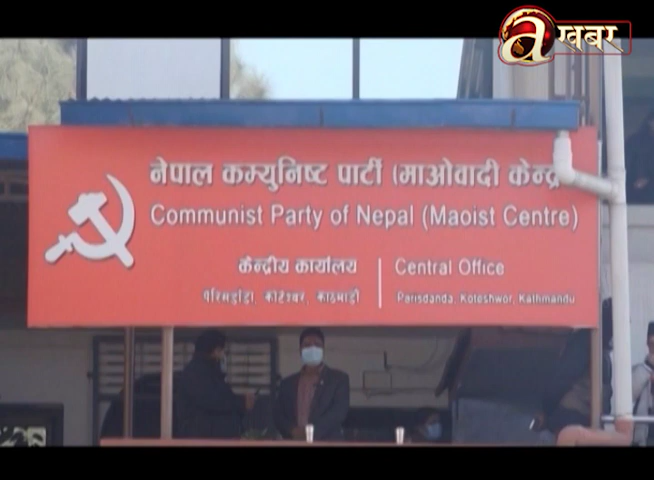 a खबर
नेपाल कम्युनिष्ट पार्टी (माओवादी केन्द्र
Communist Party of Nepal (Maoist Centre)
केन्द्रीय कार्यालय
पेरिसडाँडा, कोटेश्वर, काठमाडौं
Central Office
Parisdanda, Koteshwor, Kathmandu